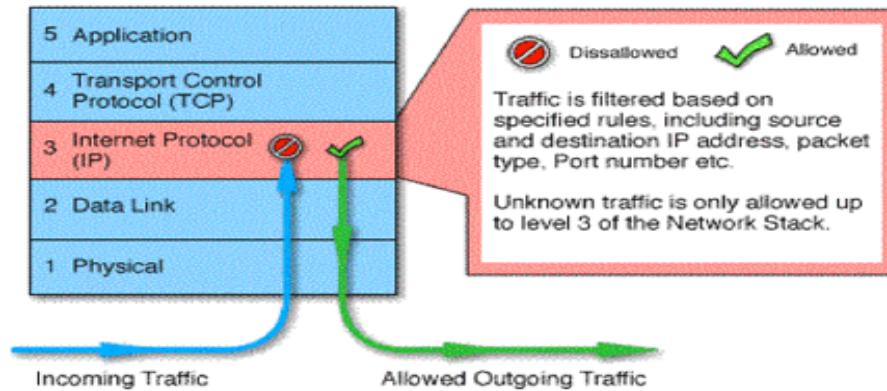 5 Application
4 Transport Control
Protocol (TCP)
3 Internet Protocol
(IP)
2 Data Link
1 Physical
Incoming Traffic
Allowed Outgoing Traffic
Dissallowed
Allowed
Traffic is filtered based on
specified rules, including source
and destination IP address, packet
type, Port number etc.
Unknown traffic is only allowed up
to level 3 of the Network Stack.